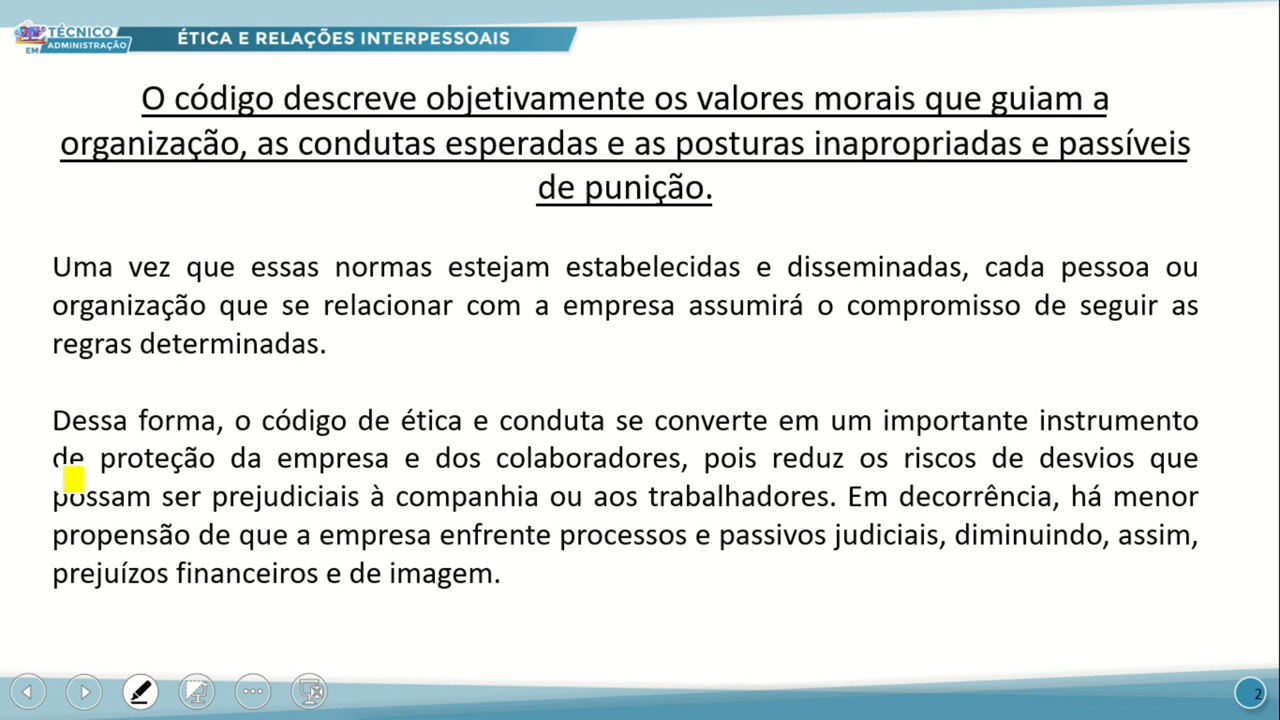 TÉCNICO
EM ADMINISTRAÇÃO
ÉTICA E RELAÇÕES INTERPESSOAIS
O código descreve objetivamente os valores morais que guiam a
organização, as condutas esperadas e as posturas inapropriadas e passíveis
de punição.
Uma vez que essas normas estejam estabelecidas e disseminadas, cada pessoa ou
organização que se relacionar com a empresa assumirá o compromisso de seguir as
regras determinadas.
Dessa forma, o código de ética e conduta se converte em um importante instrumento
de proteção da empresa e dos colaboradores, pois reduz os riscos de desvios que
possam ser prejudiciais à companhia ou aos trabalhadores. Em decorrência, há menor
propensão de que a empresa enfrente processos e passivos judiciais, diminuindo, assim,
prejuízos financeiros e de imagem.
2